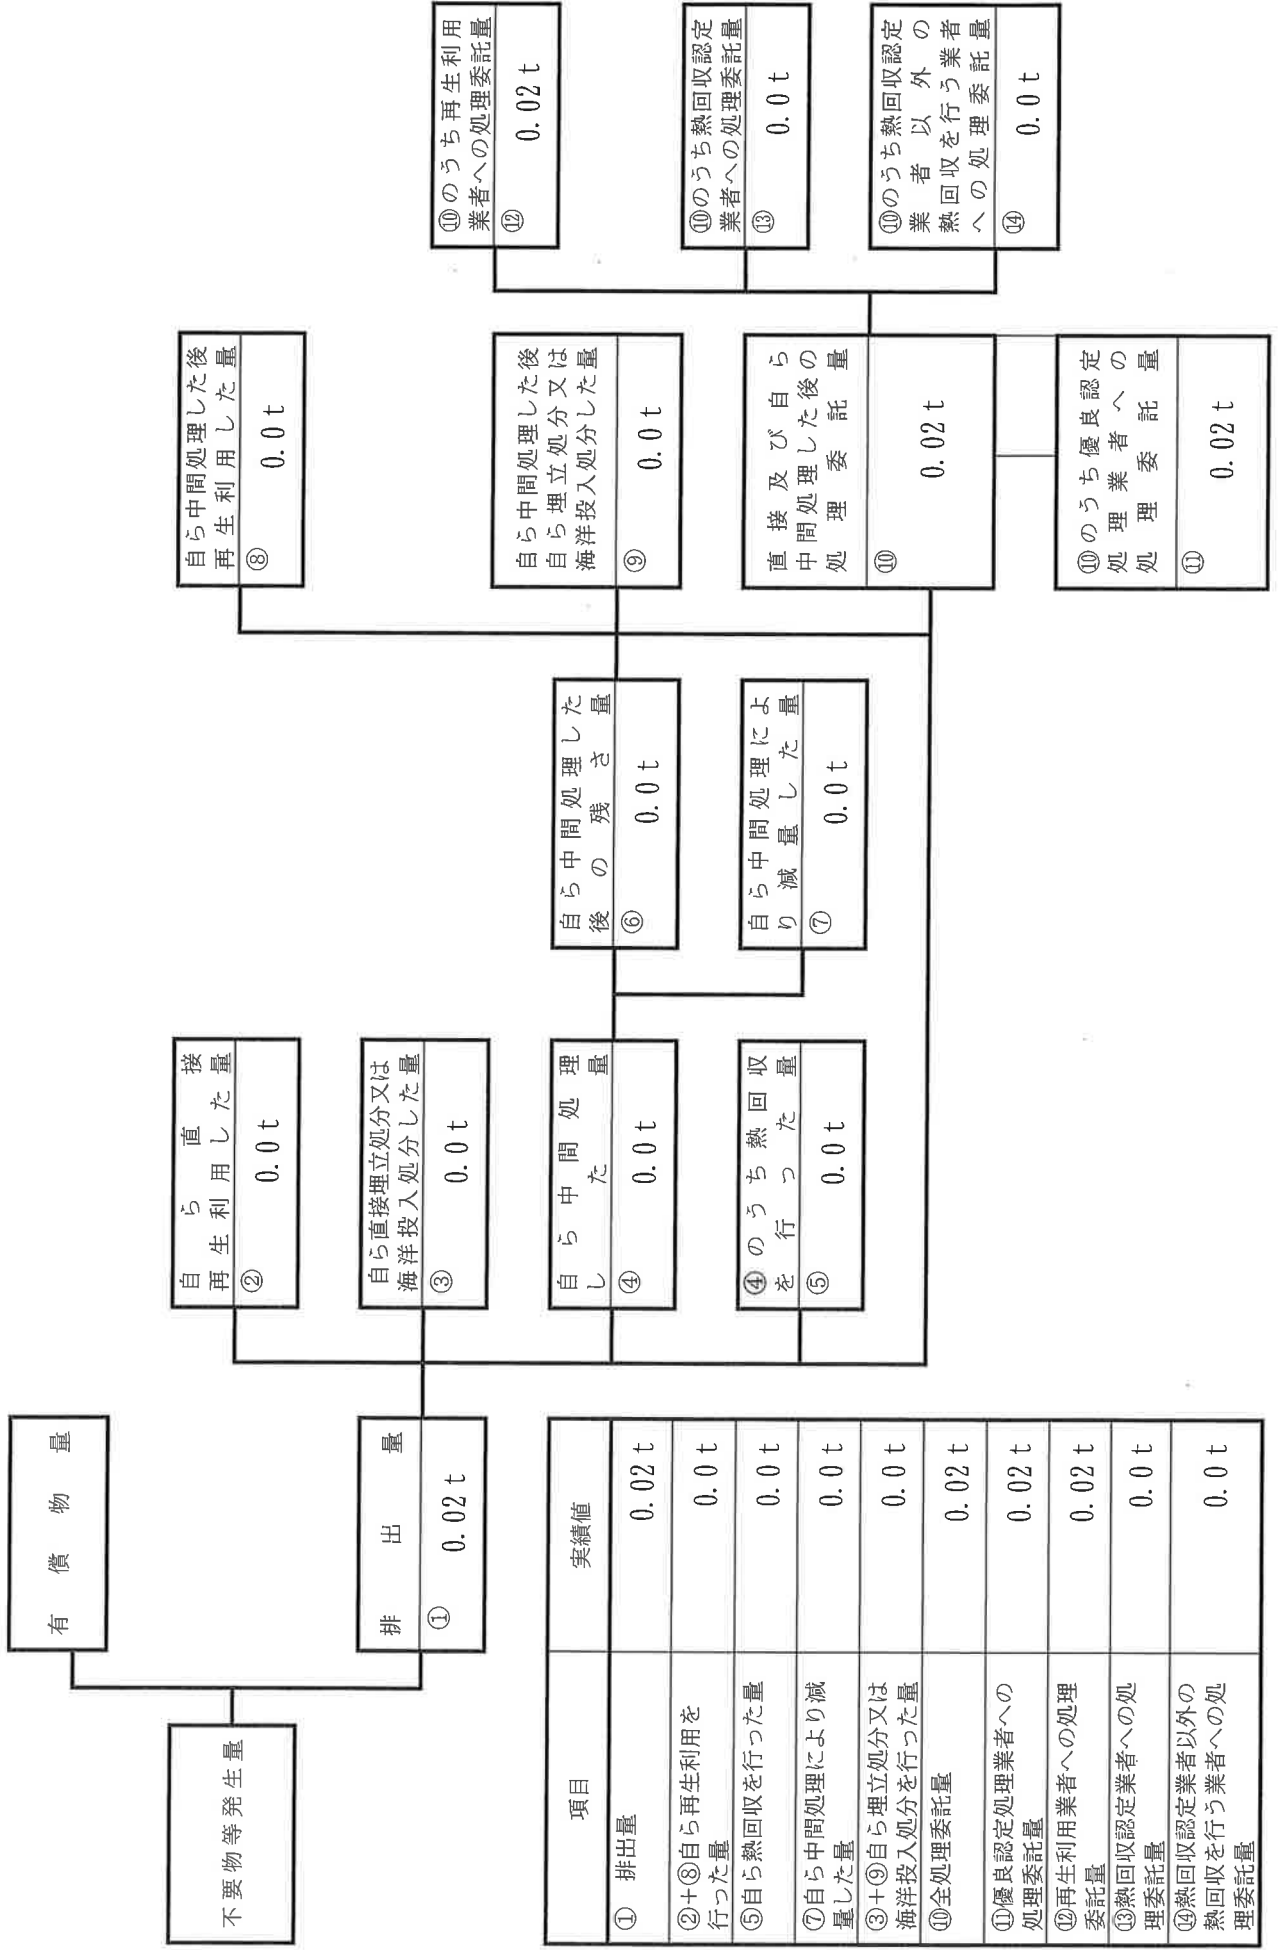 不要物等発生量
有償物量
排出量
①
0.02t
自ら直接
再生利用した量
②
0.0t
自ら直接埋立処分又は
海洋投入処分した量
③
0.0t
自ら中間処理
した量
④
0.0t
④のうち熱回収
を行った量
⑤
0.0t
自ら中間処理した
後の残さ量
⑥
0.0t
自ら中間処理によ
り減量した量
⑦
0.0t
自ら中間処理した後
再生利用した量
⑧
0.0t
自ら中間処理した後
自ら埋立処分又は
海洋投入処分した量
⑨
0.0t
直接及び自ら
中間処理した後の
処理委託量
⑩
0.02t
⑩のうち優良認定
処理業者への
処理委託量
⑪
0.02t
⑩のうち再生利用
業者への処理委託量
⑫
0.02t
⑩のうち熱回収認定
業者への処理委託量
⑬
0.0t
⑩のうち熱回収認定
業者以外の
熱回収を行う業者
への処理委託量
⑭
0.0t
項目 実績値
① 排出量 0.02t
②+⑧自ら再生利用を
行った量 0.0t
⑤自ら熱回収を行った量 0.0t
⑦自ら中間処理により減
量した量 0.0t
③+⑨自ら埋立処分又は
海洋投入処分を行った量 0.0t
⑩全処理委託量 0.02t
⑪優良認定処理業者への
処理委託量 0.02t
⑫再生利用業者への処理
委託量 0.02t
⑬熱回収認定業者への処
理委託量 0.0t
⑭熱回収認定業者以外の
熱回収を行う業者への処
理委託量 0.0t